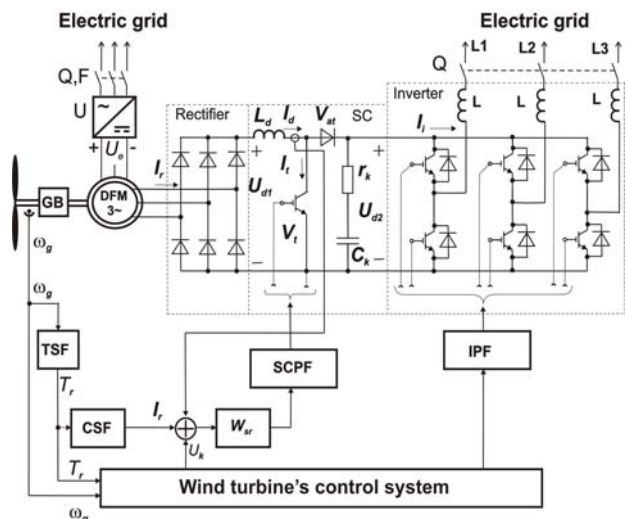 Electric grid
Electric grid
L1
L2
L3
Q,F
Q
U
~
Rectifier
L_d
I_d
V_at
SC
Inverter
L
L
L
+
U_e
-
I_r
+
I_t
r_k
+
I_i
GB
DFM
3~
U_d1
U_d2
V_t
C_k
−
−
ω_g
ω_g
TSF
SCPF
IPF
T_r
CSF
I_r
W_sr
U_k
T_r
Wind turbine's control system
ω_g